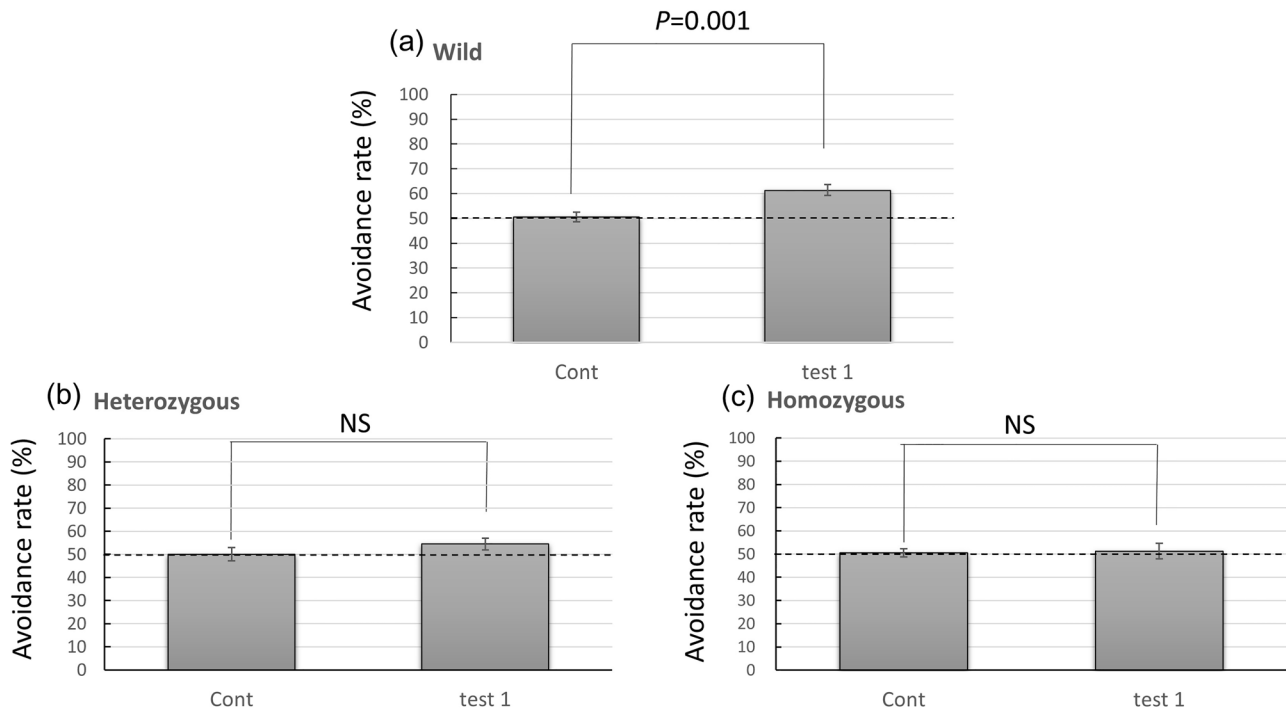 P=0.001
(a) Wild
Avoidance rate (%)
100
90
80
70
60
50
40
30
20
10
0
Cont test 1
(b) Heterozygous
NS
Avoidance rate (%)
100
90
80
70
60
50
40
30
20
10
0
Cont test 1
(c) Homozygous
NS
Avoidance rate (%)
100
90
80
70
60
50
40
30
20
10
0
Cont test 1